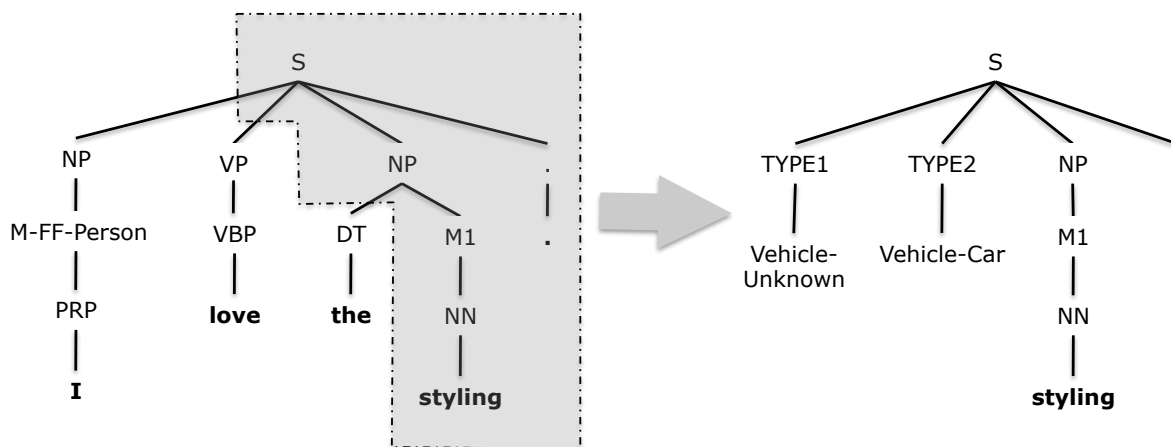 S
NP VP NP .
M-FF-Person VBP DT M1 .
PRP love the NN
I styling
S
TYPE1 TYPE2 NP
Vehicle-
Unknown Vehicle-Car M1
NN
styling